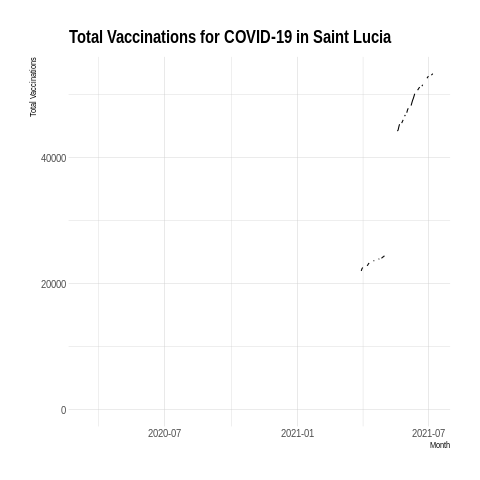 Total Vaccinations for COVID-19 in Saint Lucia
Total Vaccinations
40000
20000
0
2020-07
2021-01
2021-07
Month